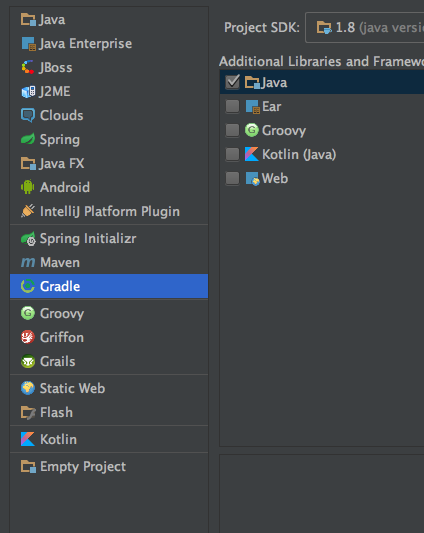 Java
Java Enterprise
JBoss
J2ME
Clouds
Spring
Java FX
Android
IntelliJ Platform Plugin
Spring Initializr
Maven
Gradle
Groovy
Griffon
Grails
Static Web
Flash
Kotlin
Empty Project
Project SDK: 1.8 (java versi
Additional Libraries and Framewo
Java
Ear
Groovy
Kotlin (Java)
Web